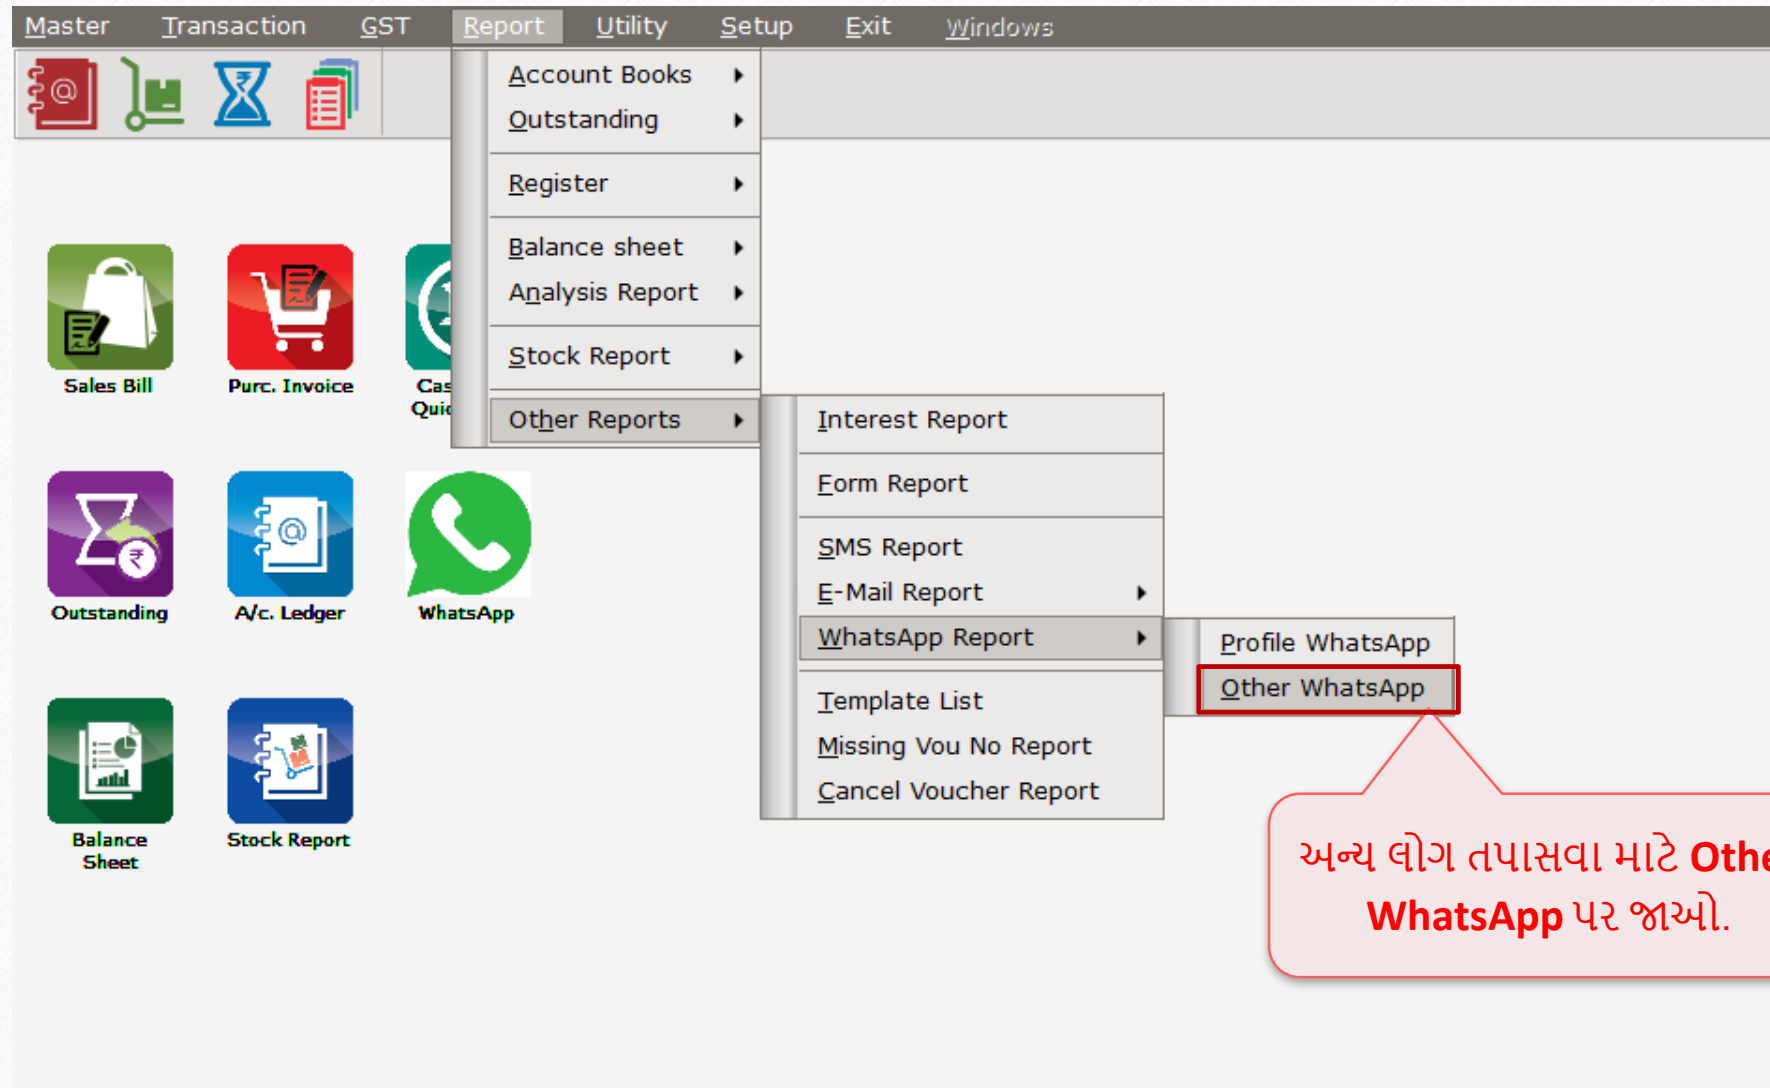 Master Transaction GST Report Utility Setup Exit Windows
Account Books
Outstanding
Register
Balance sheet
Analysis Report
Stock Report
Other Reports
Interest Report
Form Report
SMS Report
E-Mail Report
WhatsApp Report
Template List
Missing Vou No Report
Cancel Voucher Report
Profile WhatsApp
Other WhatsApp
Sales Bill
Purc. Invoice
Outstanding
A/c. Ledger
WhatsApp
Balance
Sheet
Stock Report
અન્ય લોગ તપાસવા માટે
WhatsApp પર જાઓ.